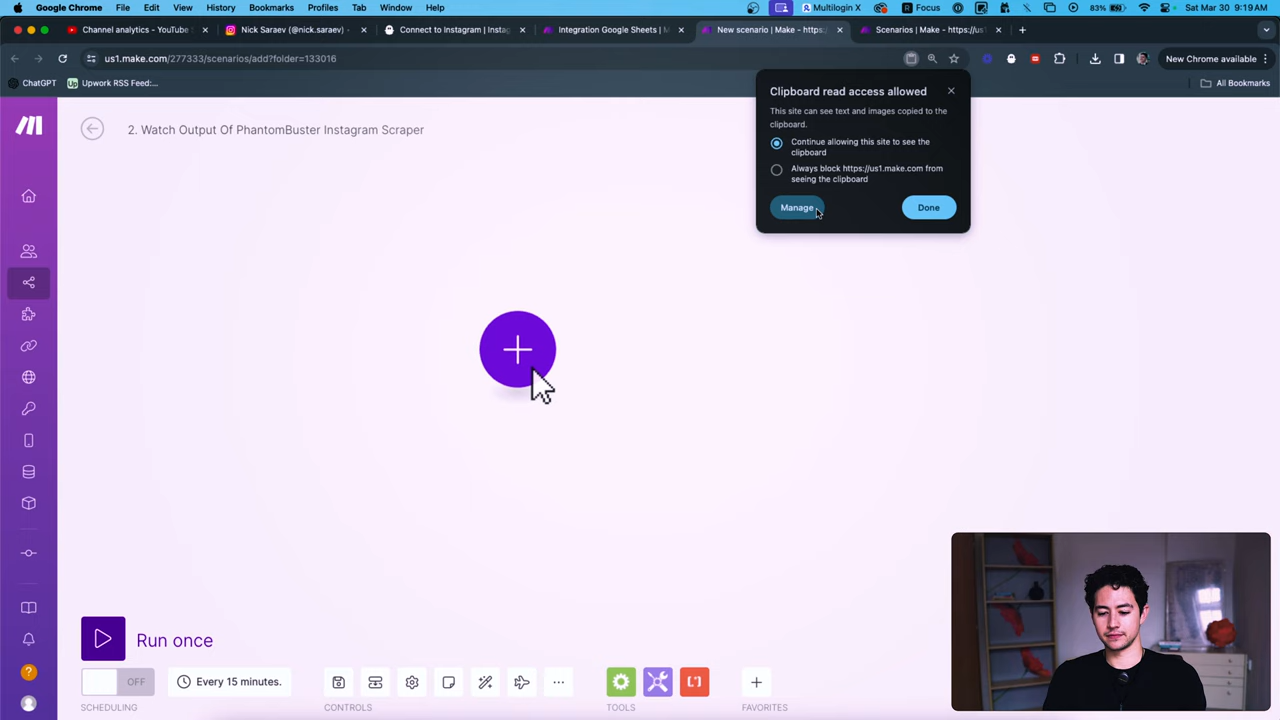 Google Chrome File Edit View History Bookmarks Profiles Tab Window Help
Multilogin X Focus 83% Sat Mar 30 9:19 AM
Channel analytics - YouTube
Nick Saraev (@nick.saraev) ·
Connect to Instagram | Instag
Integration Google Sheets | M
New scenario | Make - https:
Scenarios | Make - https://us1
us1.make.com/277333/scenarios/add?folder=133016
New Chrome available
ChatGPT
Upwork RSS Feed:...
All Bookmarks
2. Watch Output Of PhantomBuster Instagram Scraper
Clipboard read access allowed
This site can see text and images copied to the
clipboard.
Continue allowing this site to see the
clipboard
Always block https://us1.make.com from
seeing the clipboard
Manage
Done
Run once
OFF
Every 15 minutes.
SCHEDULING
CONTROLS
TOOLS
FAVORITES